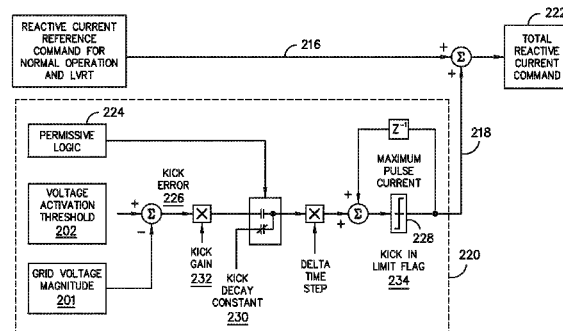 REACTIVE CURRENT
REFERENCE
COMMAND FOR
NORMAL OPERATION
AND LVRT
216
+
+
Σ
222
TOTAL
REACTIVE
CURRENT
COMMAND
218
224
PERMISSIVE
LOGIC
Z-1
MAXIMUM
PULSE
CURRENT
VOLTAGE
ACTIVATION
THRESHOLD
202
+
-
Σ
KICK
ERROR
226
X
KICK
GAIN
232
KICK
DECAY
CONSTANT
230
X
DELTA
TIME
STEP
+
+
Σ
228
KICK IN
LIMIT FLAG
234
220
GRID VOLTAGE
MAGNITUDE
201